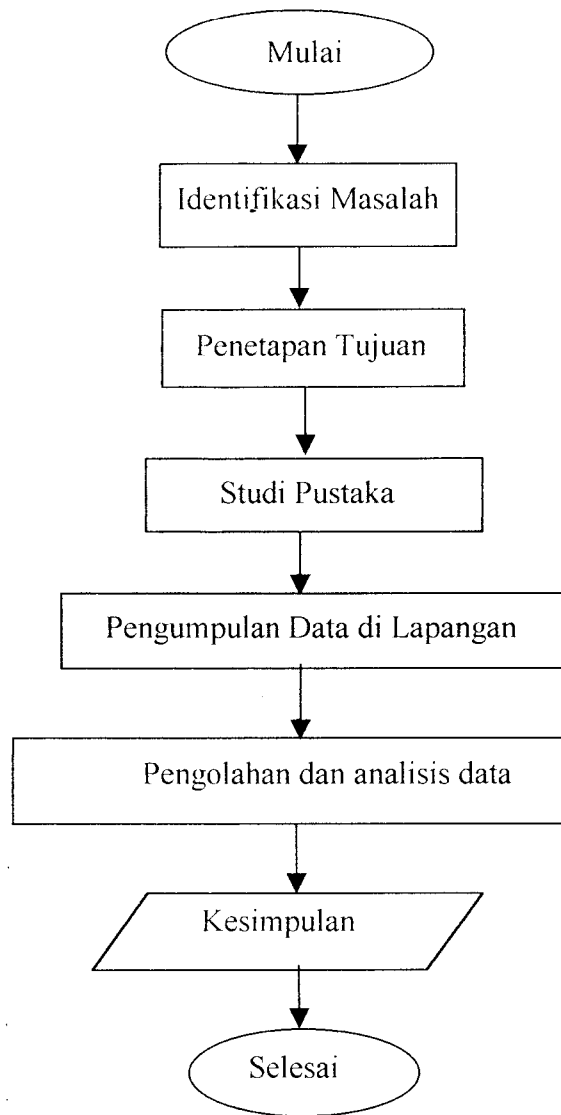 Mulai
Identifikasi Masalah
Penetapan Tujuan
Studi Pustaka
Pengumpulan Data di Lapangan
Pengolahan dan analisis data
Kesimpulan
Selesai